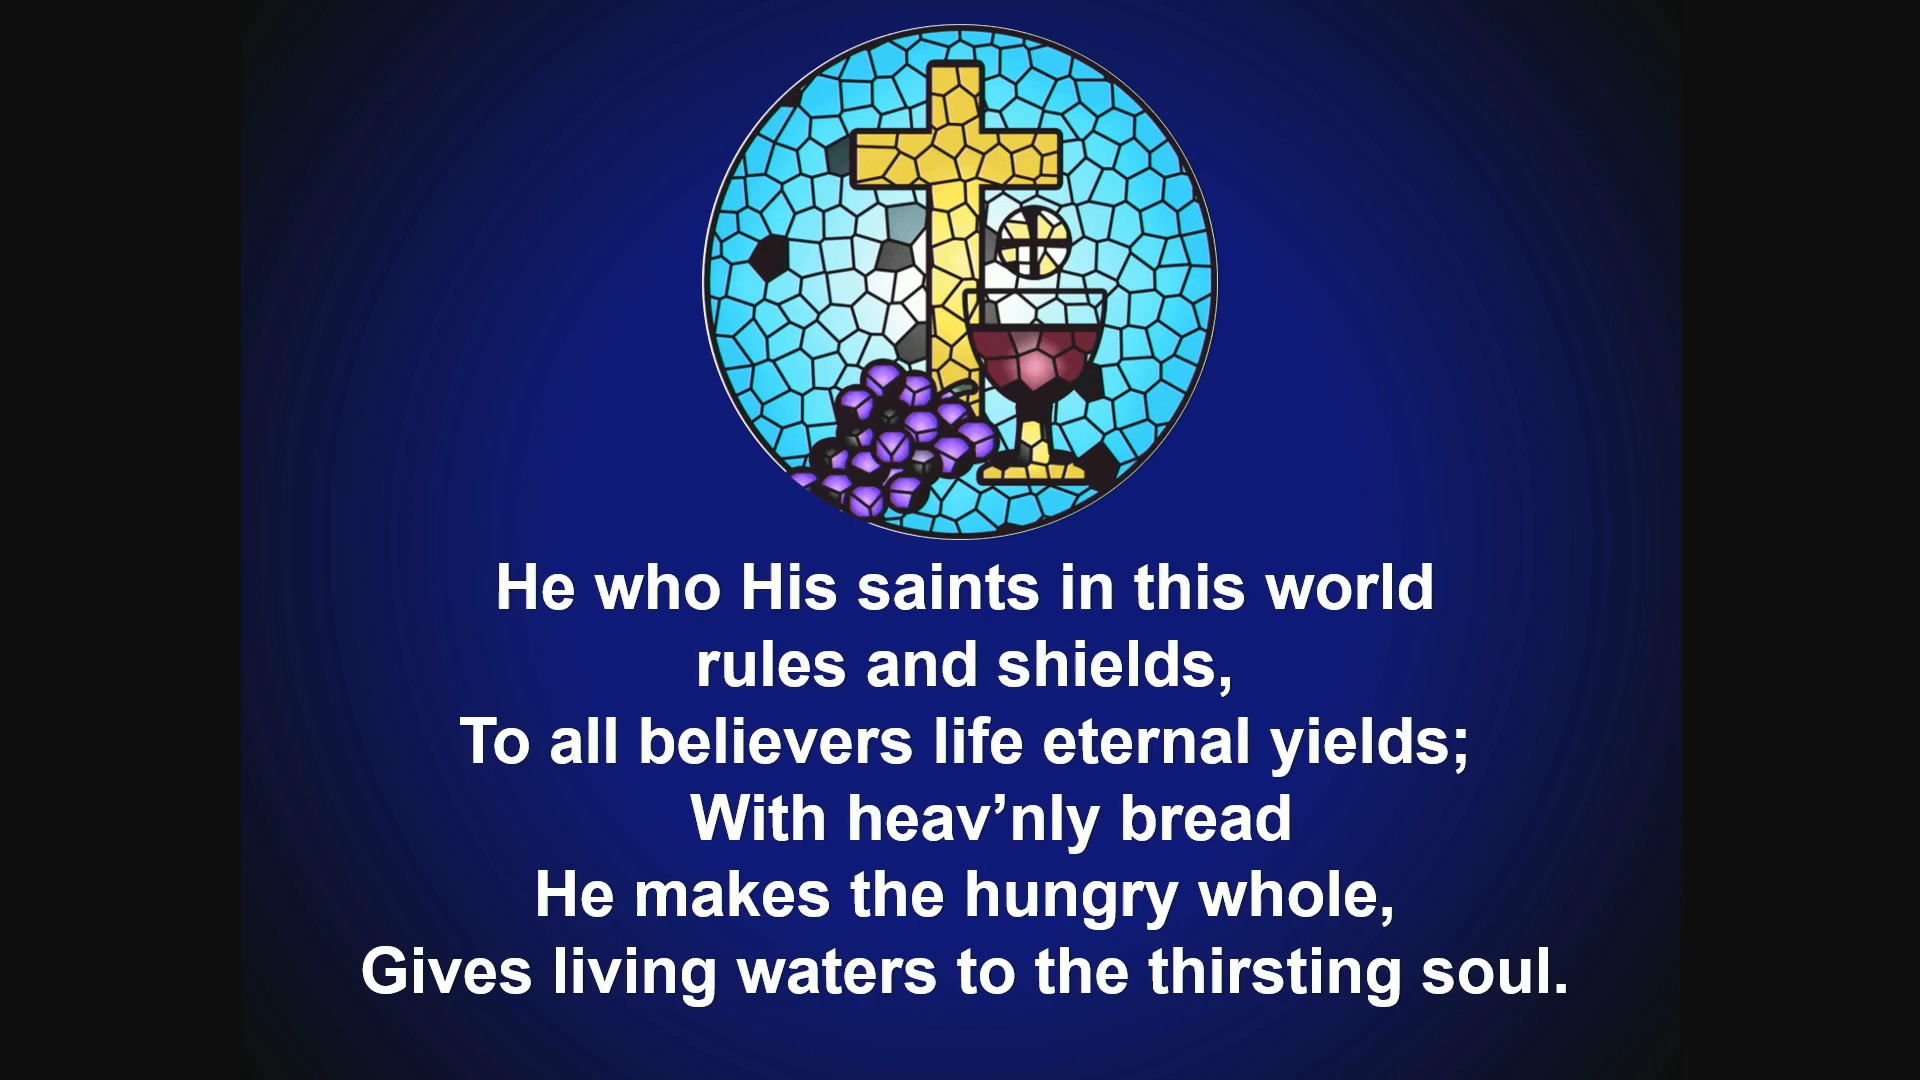 He who His saints in this world
rules and shields,
To all believers life eternal yields;
With heav’nly bread
He makes the hungry whole,
Gives living waters to the thirsting soul.